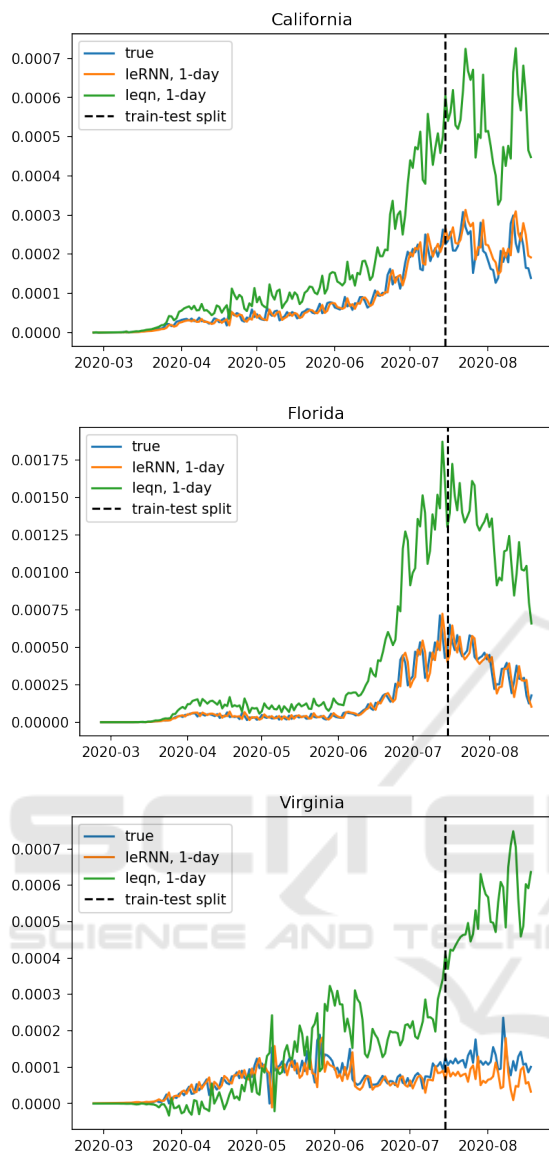 California
true
leRNN, 1-day
leqn, 1-day
train-test split
0.0007
0.0006
0.0005
0.0004
0.0003
0.0002
0.0001
0.0000
2020-03 2020-04 2020-05 2020-06 2020-07 2020-08
Florida
true
leRNN, 1-day
leqn, 1-day
train-test split
0.00175
0.00150
0.00125
0.00100
0.00075
0.00050
0.00025
0.00000
2020-03 2020-04 2020-05 2020-06 2020-07 2020-08
Virginia
true
leRNN, 1-day
leqn, 1-day
train-test split
0.0007
0.0006
0.0005
0.0004
0.0003
0.0002
0.0001
0.0000
SCITE
SCIENCE AND TECH
2020-03 2020-04 2020-05 2020-06 2020-07 2020-08